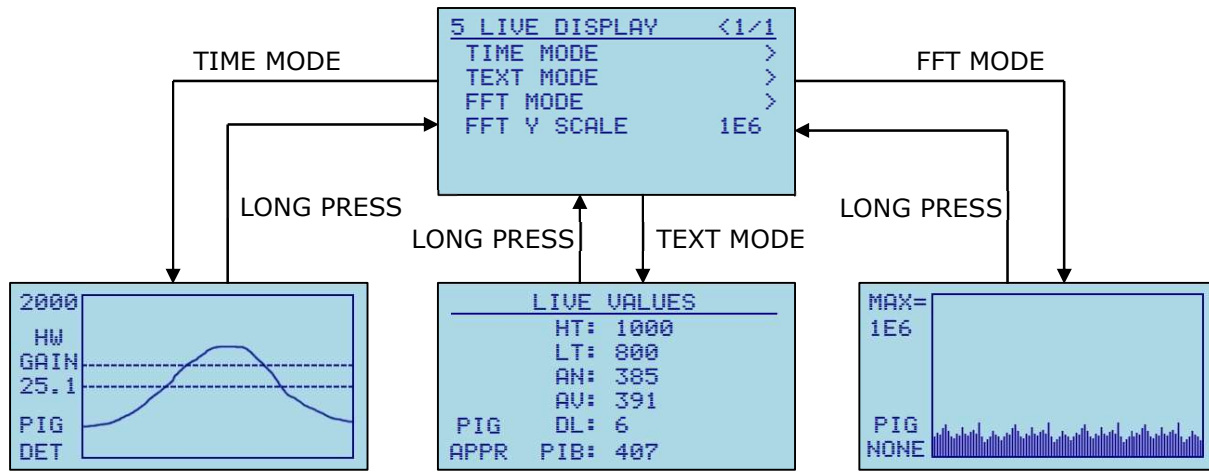 5 LIVE DISPLAY <1/1
TIME MODE >
TEXT MODE >
FFT MODE >
FFT Y SCALE 1E6
TIME MODE
FFT MODE
LONG PRESS
LONG PRESS
TEXT MODE
LONG PRESS
2000
HW
GAIN
25.1
PIG
DET
LIVE VALUES
HT: 1000
LT: 800
AN: 385
AV: 391
PIG DL: 6
APPR PIB: 407
MAX=
1E6
PIG
NONE